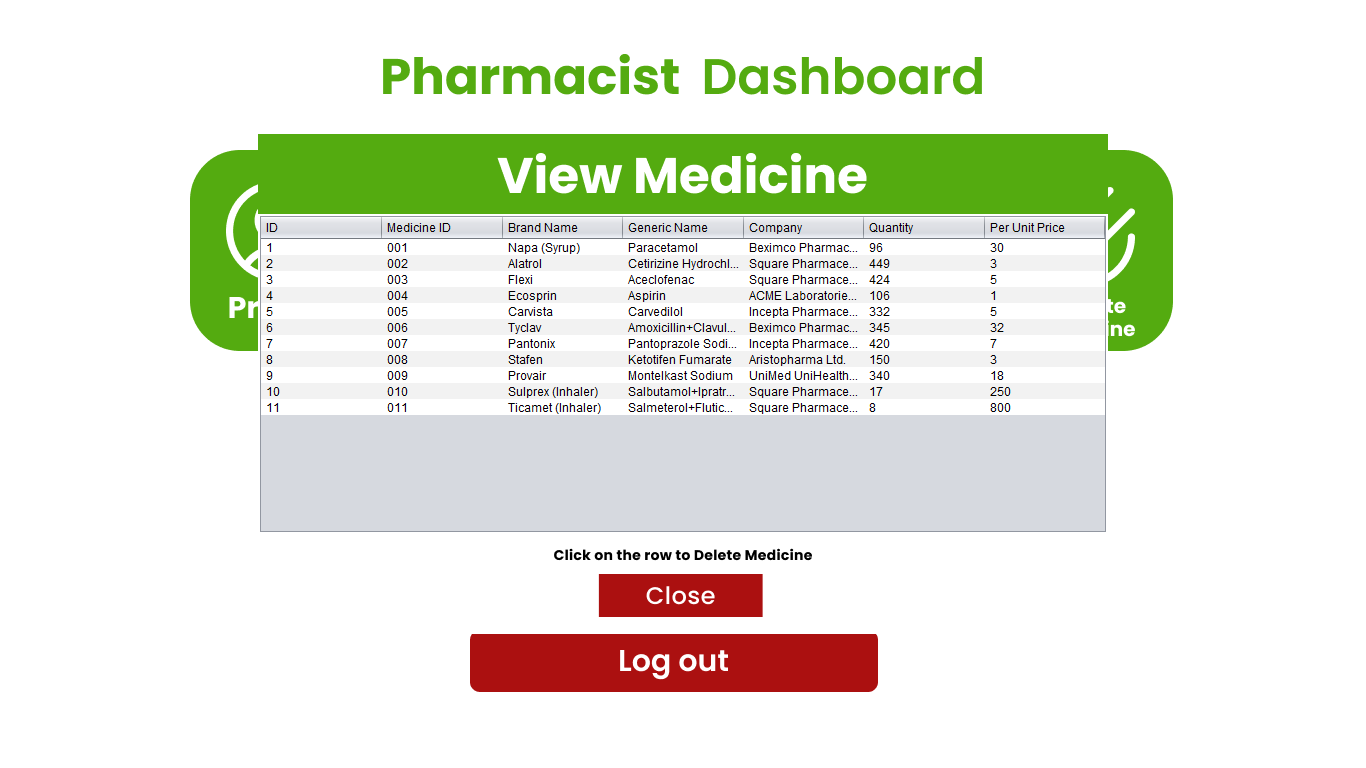 Pharmacist Dashboard
View Medicine
ID Medicine ID Brand Name Generic Name Company Quantity Per Unit Price
1 001 Napa (Syrup) Paracetamol Beximco Pharmac... 96 30
2 002 Alatrol Cetirizine Hydrochl... Square Pharmace... 449 3
3 003 Flexi Aceclofenac Square Pharmace... 424 5
4 004 Ecosprin Aspirin ACME Laboratorie... 106 1
5 005 Carvista Carvedilol Incepta Pharmace... 332 5
6 006 Tyclav Amoxicillin+Clavul... Beximco Pharmac... 345 32
7 007 Pantonix Pantoprazole Sodi... Incepta Pharmace... 420 7
8 008 Stafen Ketotifen Fumarate Aristopharma Ltd. 150 3
9 009 Provair Montelkast Sodium UniMed UniHealth... 340 18
10 010 Sulprex (Inhaler) Salbutamol+Ipratr... Square Pharmace... 17 250
11 011 Ticamet (Inhaler) Salmeterol+Flutic... Square Pharmace... 8 800
Click on the row to Delete Medicine
Close
Log out